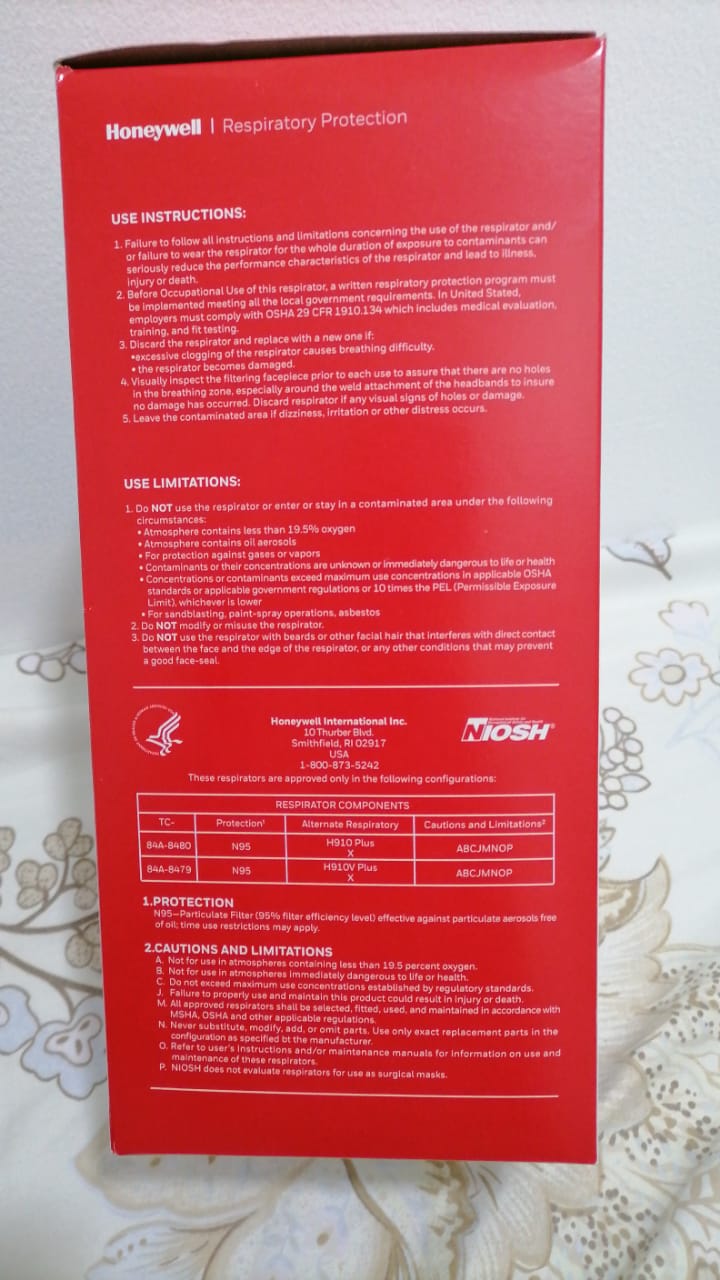 Honeywell | Respiratory Protection
USE INSTRUCTIONS:
1. Failure to follow all instructions and limitations concerning the use of the respirator and/
or failure to wear the respirator for the whole duration of exposure to contaminants can
seriously reduce the performance characteristics of the respirator and lead to illness,
injury or death.
2. Before Occupational Use of this respirator, a written respiratory protection program must
be implemented meeting all the local government requirements. In United Stated,
employers must comply with OSHA 29 CFR 1910.134 which includes medical evaluation,
training, and fit testing.
3. Discard the respirator and replace with a new one if:
•excessive clogging of the respirator causes breathing difficulty.
• the respirator becomes damaged.
4. Visually inspect the filtering facepiece prior to each use to assure that there are no holes
in the breathing zone, especially around the weld attachment of the headbands to insure
no damage has occurred. Discard respirator if any visual signs of holes or damage.
5. Leave the contaminated area if dizziness, irritation or other distress occurs.
USE LIMITATIONS:
1. Do NOT use the respirator or enter or stay in a contaminated area under the following
circumstances:
• Atmosphere contains less than 19.5% oxygen
• Atmosphere contains oil aerosols
• For protection against gases or vapors
• Contaminants or their concentrations are unknown or immediately dangerous to life or health
• Concentrations or contaminants exceed maximum use concentrations in applicable OSHA
standards or applicable government regulations or 10 times the PEL (Permissible Exposure
Limit), whichever is lower
• For sandblasting, paint-spray operations, asbestos
2. Do NOT modify or misuse the respirator.
3. Do NOT use the respirator with beards or other facial hair that interferes with direct contact
between the face and the edge of the respirator, or any other conditions that may prevent
a good face-seal.
Honeywell International Inc.
10 Thurber Blvd.
Smithfield, RI 02917
USA
1-800-873-5242
NIOSH®
These respirators are approved only in the following configurations:
RESPIRATOR COMPONENTS
TC- Protection¹ Alternate Respiratory Cautions and Limitations²
84A-8480 N95 H910 Plus X ABCJMNOP
84A-8479 N95 H910V Plus X ABCJMNOP
1.PROTECTION
N95—Particulate Filter (95% filter efficiency level) effective against particulate aerosols free
of oil; time use restrictions may apply.
2.CAUTIONS AND LIMITATIONS
A. Not for use in atmospheres containing less than 19.5 percent oxygen.
B. Not for use in atmospheres immediately dangerous to life or health.
C. Do not exceed maximum use concentrations established by regulatory standards.
J. Failure to properly use and maintain this product could result in injury or death.
M. All approved respirators shall be selected, fitted, used, and maintained in accordance with
MSHA, OSHA and other applicable regulations.
N. Never substitute, modify, add, or omit parts. Use only exact replacement parts in the
configuration as specified bt the manufacturer.
O. Refer to user's instructions and/or maintenance manuals for information on use and
maintenance of these respirators.
P. NIOSH does not evaluate respirators for use as surgical masks.